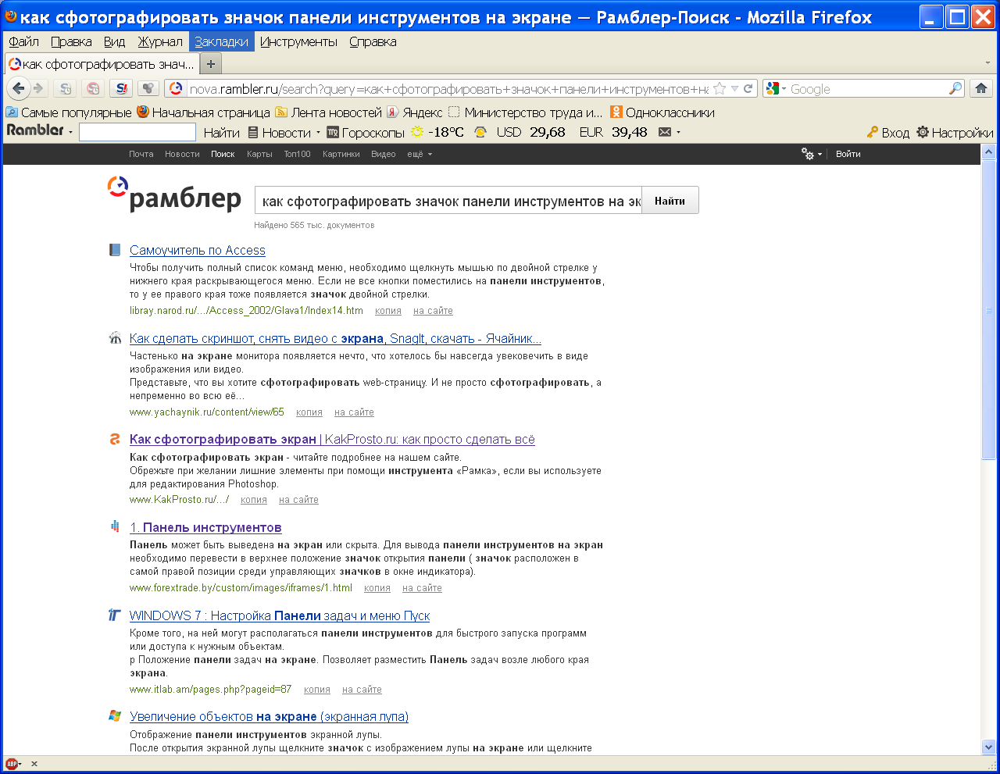 как сфотографировать значок панели инструментов на экране — Рамблер-Поиск - Mozilla Firefox
Файл Правка Вид Журнал Закладки Инструменты Справка
как сфотографировать знач... +
nova.rambler.ru/search?query=как+сфотографировать+значок+панели+инструментов+на Google
Самые популярные Начальная страница Лента новостей Яндекс Министерство труда и... Одноклассники
Rambler Найти Новости Гороскопы -18°C USD 29,68 EUR 39,48 Вход Настройки
Почта Новости Поиск Карты Топ100 Картинки Видео ещё Войти
рамблер как сфотографировать значок панели инструментов на эк Найти
Найдено 565 тыс. документов
Самоучитель по Access
Чтобы получить полный список команд меню, необходимо щелкнуть мышью по двойной стрелке у
нижнего края раскрывающегося меню. Если не все кнопки поместились на панели инструментов,
то у ее правого края тоже появляется значок двойной стрелки.
libray.narod.ru/.../Access_2002/Glava1/Index14.htm копия на сайте
Как сделать скриншот, снять видео с экрана, SnagIt, скачать - Ячайник...
Частенько на экране монитора появляется нечто, что хотелось бы навсегда увековечить в виде
изображения или видео.
Представьте, что вы хотите сфотографировать web-страницу. И не просто сфотографировать, а
непременно во всю её...
www.yachaynik.ru/content/view/65 копия на сайте
Как сфотографировать экран | KakProsto.ru: как просто сделать всё
Как сфотографировать экран - читайте подробнее на нашем сайте.
Обрежьте при желании лишние элементы при помощи инструмента «Рамка», если вы используете
для редактирования Photoshop.
www.KakProsto.ru/.../ копия на сайте
1. Панель инструментов
Панель может быть выведена на экран или скрыта. Для вывода панели инструментов на экран
необходимо перевести в верхнее положение значок открытия панели ( значок расположен в
самой правой позиции среди управляющих значков в окне индикатора).
www.forextrade.by/custom/images/iframes/1.html копия на сайте
WINDOWS 7 : Настройка Панели задач и меню Пуск
Кроме того, на ней могут располагаться панели инструментов для быстрого запуска программ
или доступа к нужным объектам.
р Положение панели задач на экране. Позволяет разместить Панель задач возле любого края
экрана.
www.itlab.am/pages.php?pageid=87 копия на сайте
Увеличение объектов на экране (экранная лупа)
Отображение панели инструментов экранной лупы.
После открытия экранной лупы щелкните значок с изображением лупы на экране или щелкните
ABP